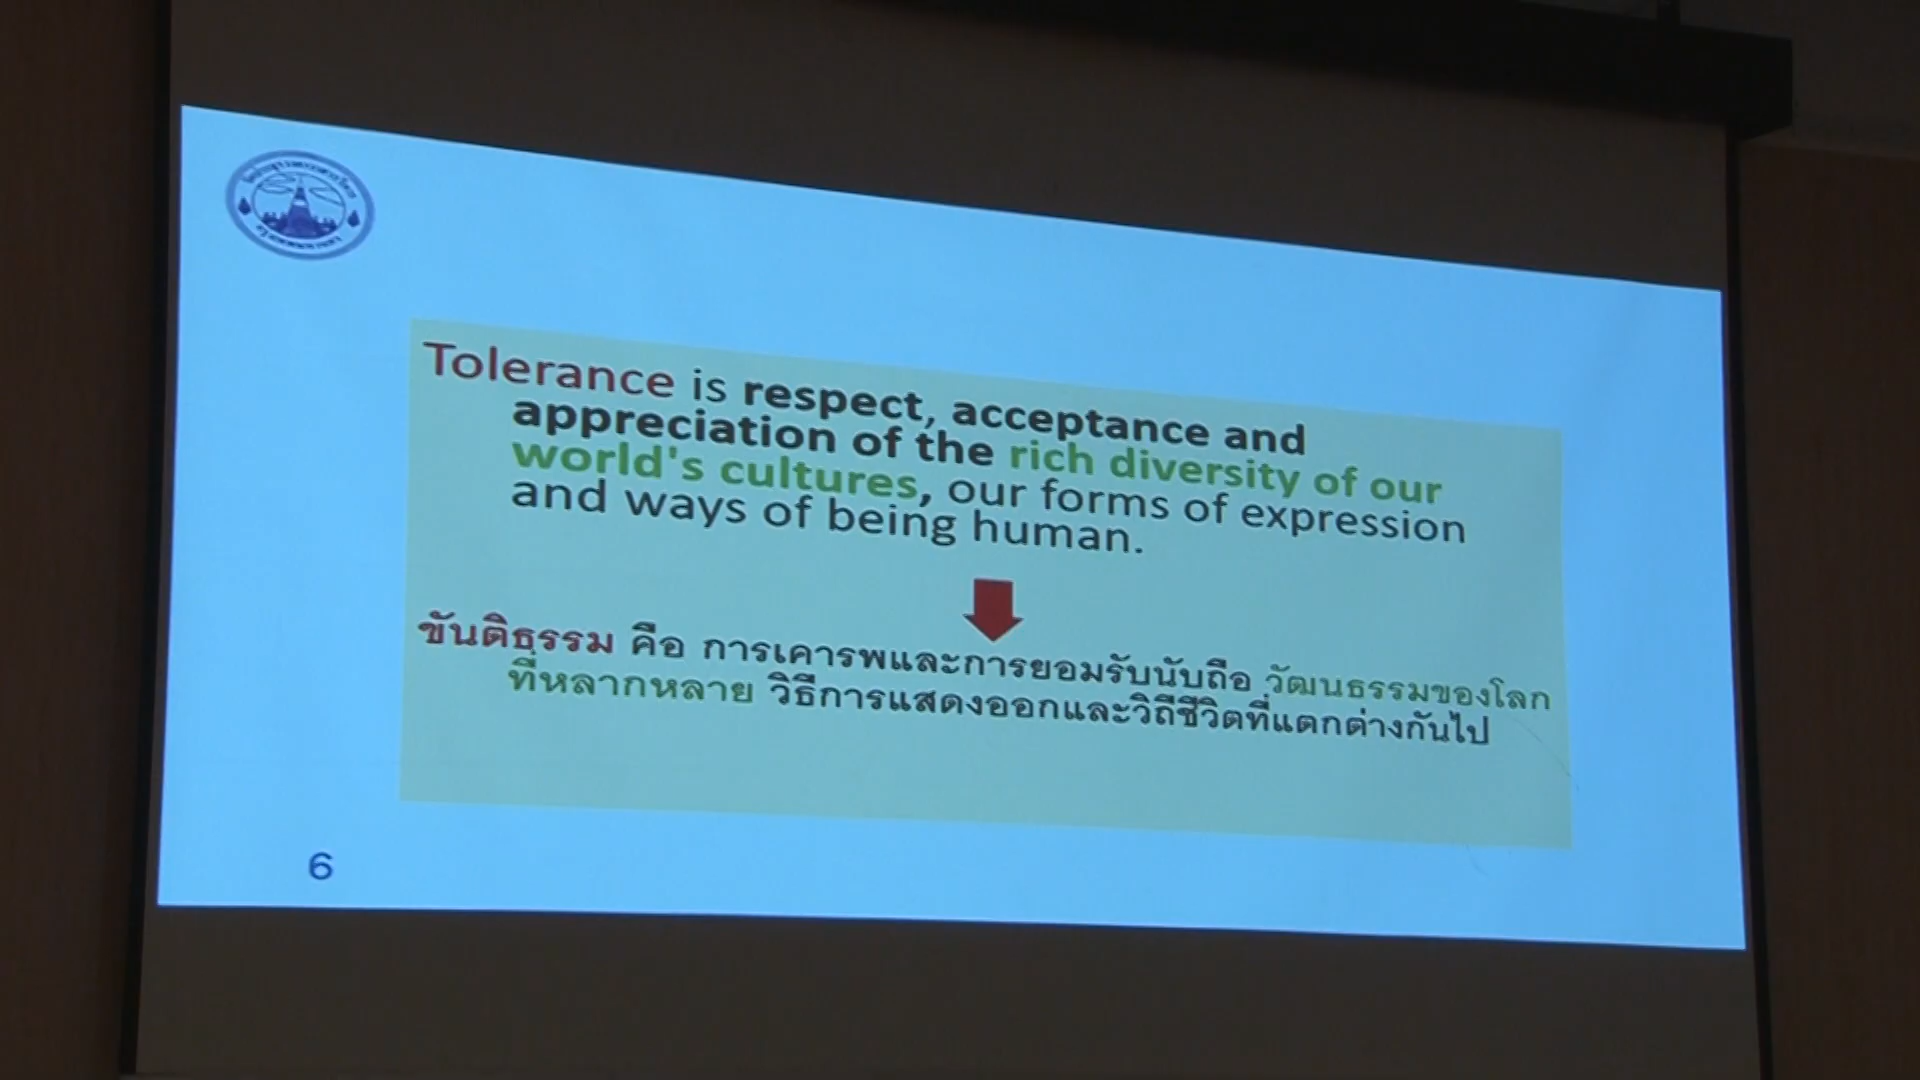 Tolerance is respect, acceptance and
appreciation of the rich diversity of our
world's cultures, our forms of expression
and ways of being human.
ขันติธรรม คือ การเคารพและการยอมรับนับถือ วัฒนธรรมของโลก
ที่หลากหลาย วิธีการแสดงออกและวิถีชีวิตที่แตกต่างกันไป
6